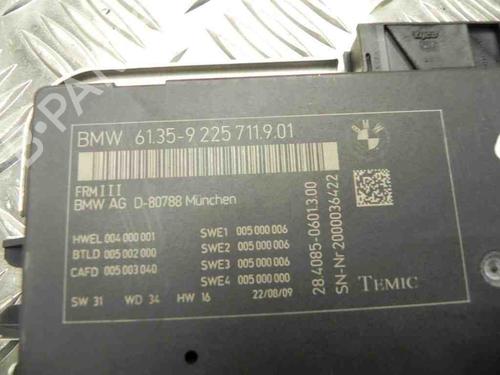 BMW 61.35-9 225 711.9.01
FRM III
BMW AG D-80788 München
HWEL 004 000 001
BTLD 005 002 000
CAFD 005 003 040
SWE1 005 000 006
SWE2 005 000 006
SWE3 005 000 006
SWE4 005 000 000
SW 31 WD 34 HW 16 22/08/09
28.4085-0601.3.00
SN-Nr 2000036422
TEMIC
B-PARTS